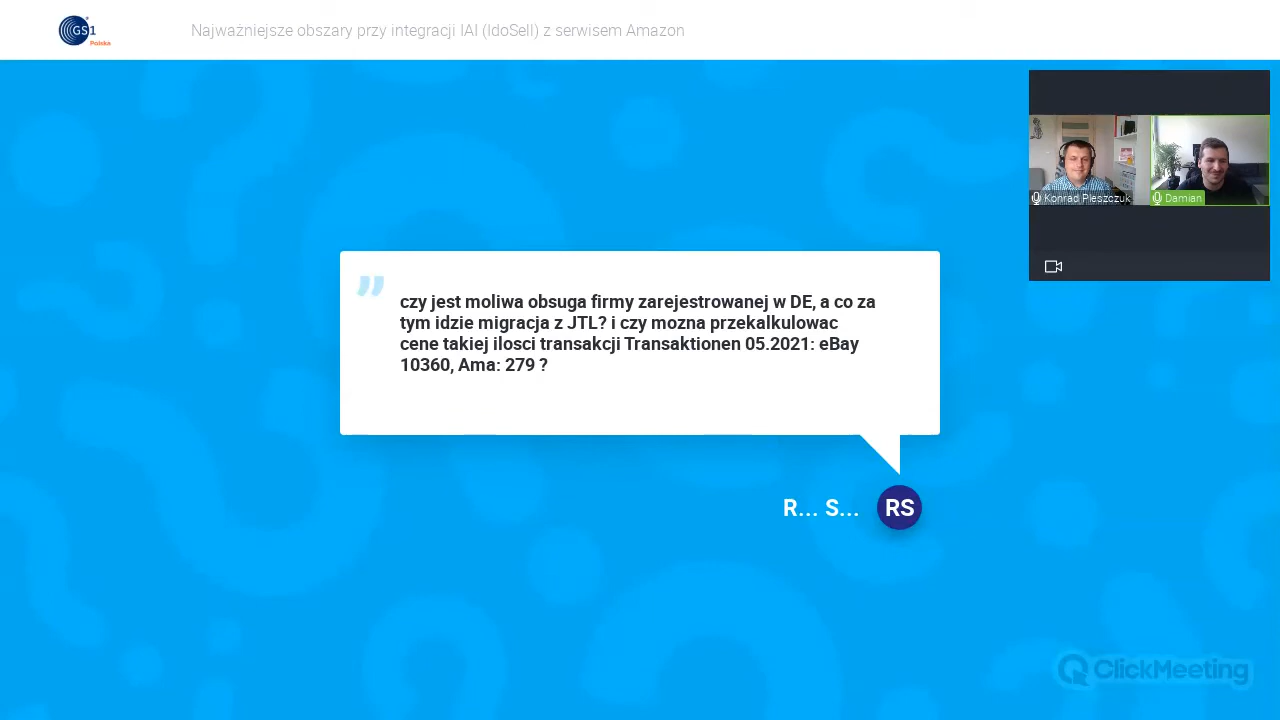 GS1
Polska
Najważniejsze obszary przy integracji IAI (IdoSell) z serwisem Amazon
Konrad Pleszczuk
Damian
czy jest moliwa obsuga firmy zarejestrowanej w DE, a co za
tym idzie migracja z JTL? i czy mozna przekalkulowac
cene takiej ilosci transakcji Transaktionen 05.2021: eBay
10360, Ama: 279 ?
R... S...
RS
ClickMeeting